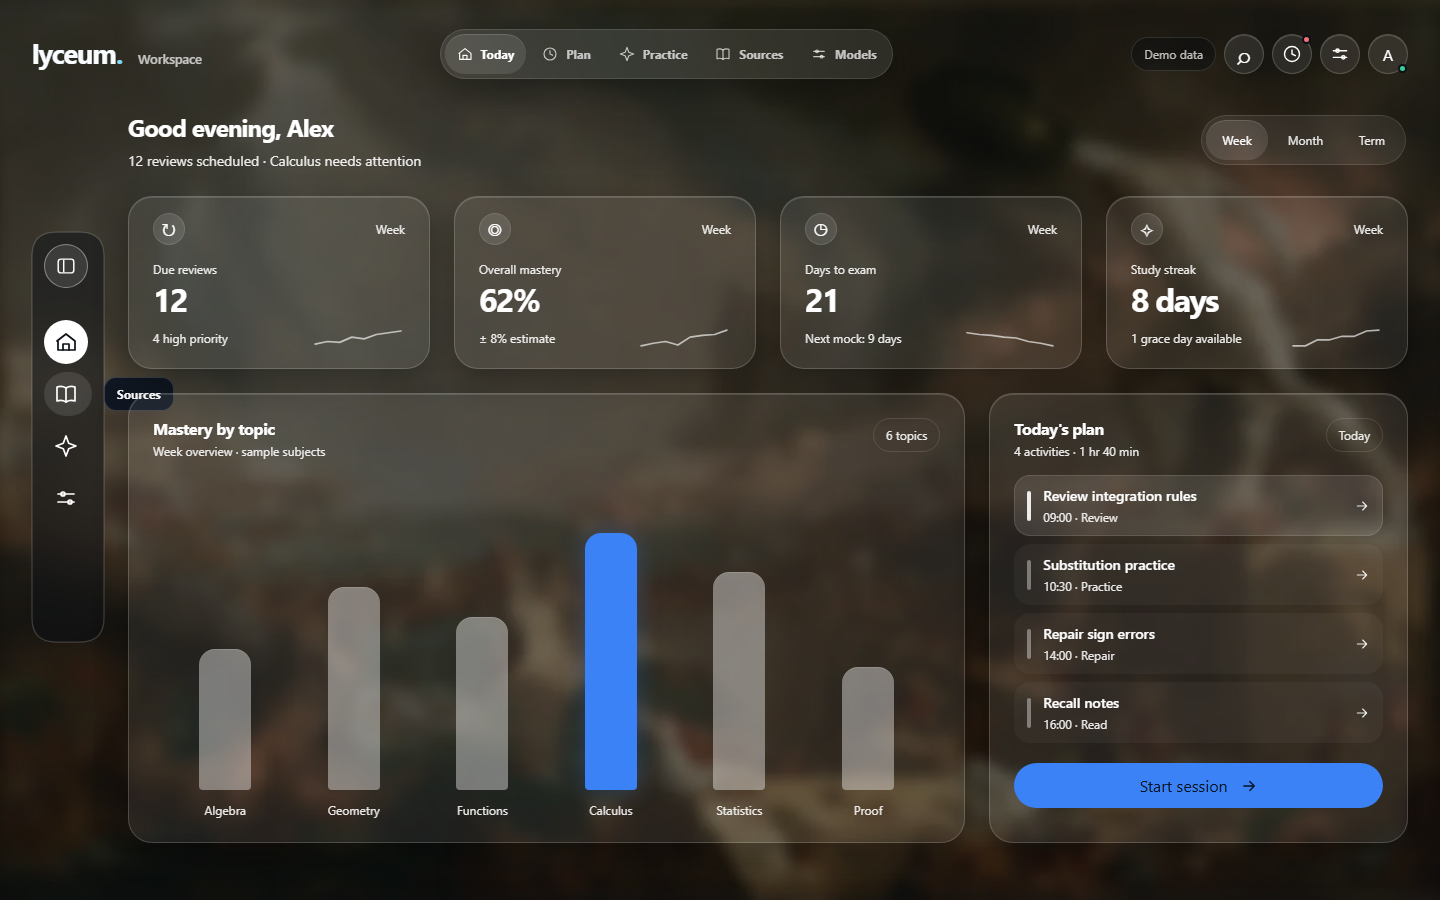 lyceum. Workspace
Today
Plan
Practice
Sources
Models
Demo data
A
Good evening, Alex
12 reviews scheduled · Calculus needs attention
Week
Month
Term
Week
Due reviews
12
4 high priority
Week
Overall mastery
62%
± 8% estimate
Week
Days to exam
21
Next mock: 9 days
Week
Study streak
8 days
1 grace day available
Sources
Mastery by topic
Week overview · sample subjects
6 topics
Algebra
Geometry
Functions
Calculus
Statistics
Proof
Today's plan
4 activities · 1 hr 40 min
Today
Review integration rules
09:00 · Review
Substitution practice
10:30 · Practice
Repair sign errors
14:00 · Repair
Recall notes
16:00 · Read
Start session